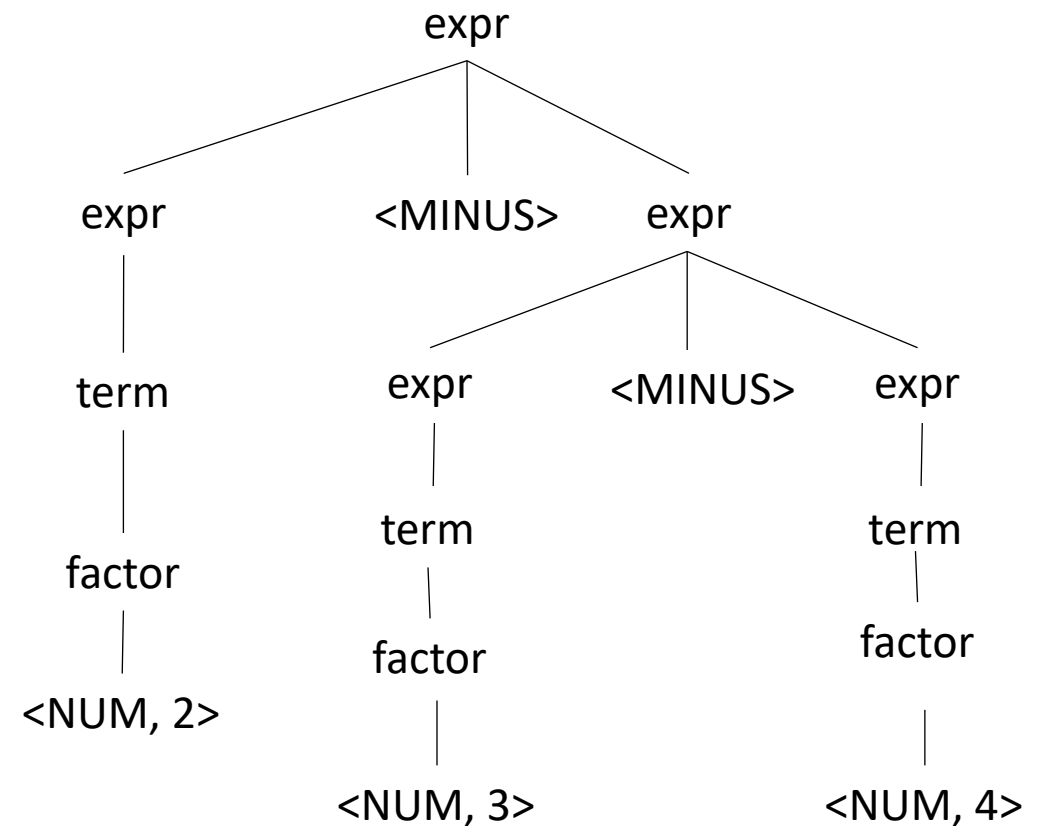 expr
expr <MINUS> expr
term expr <MINUS> expr
factor term term
<NUM, 2> factor factor
<NUM, 3> <NUM, 4>